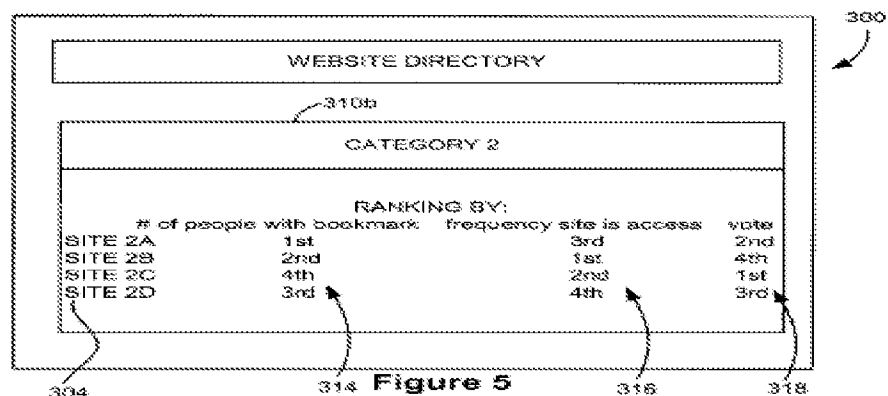 300
WEBSITE DIRECTORY
310b
CATEGORY 2
RANKING BY:
# of people with bookmark frequency site is access vote
SITE 2A 1st 3rd 2nd
SITE 2B 2nd 1st 4th
SITE 2C 4th 2nd 1st
SITE 2D 3rd 4th 3rd
304 314 Figure 5 316 318